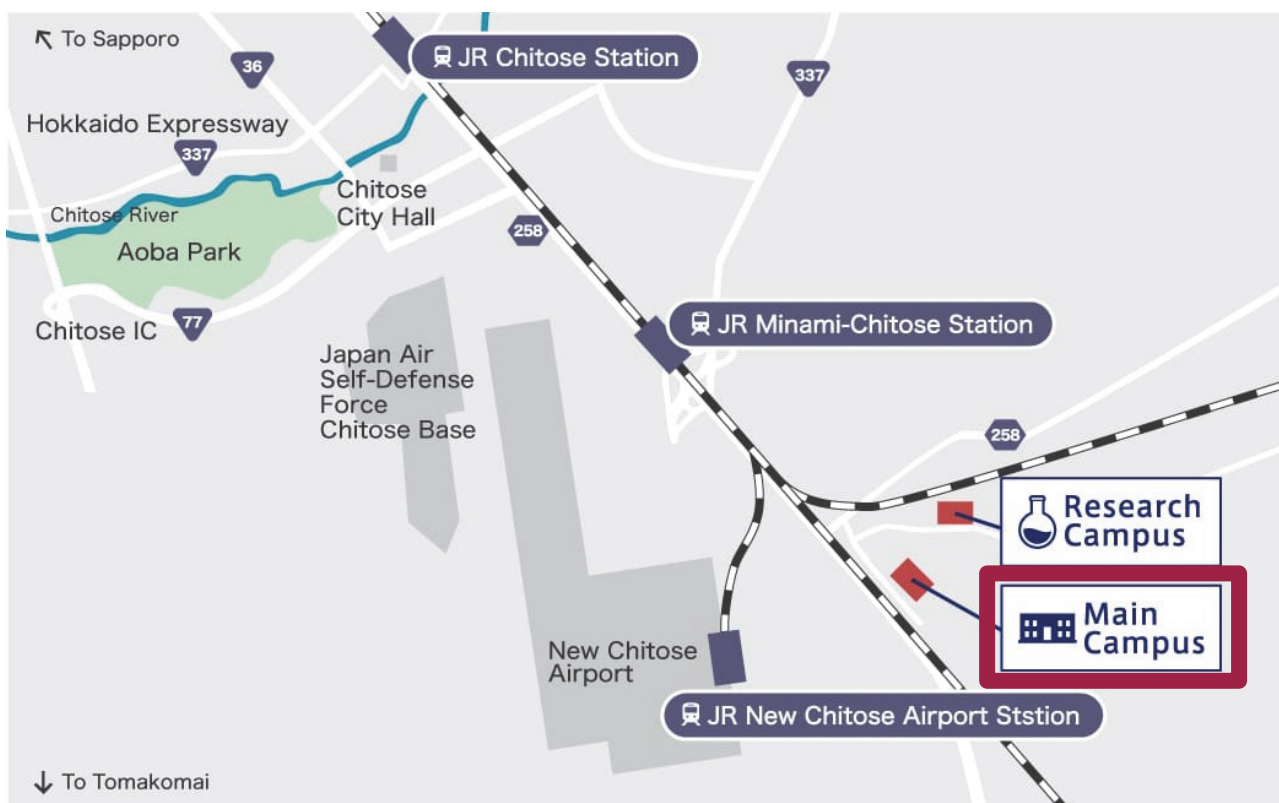 To Sapporo
JR Chitose Station
36
337
Hokkaido Expressway
337
Chitose
City Hall
Chitose River
Aoba Park
258
Chitose IC
77
JR Minami-Chitose Station
Japan Air
Self-Defense
Force
Chitose Base
258
Research
Campus
Main
Campus
New Chitose
Airport
JR New Chitose Airport Ststion
To Tomakomai